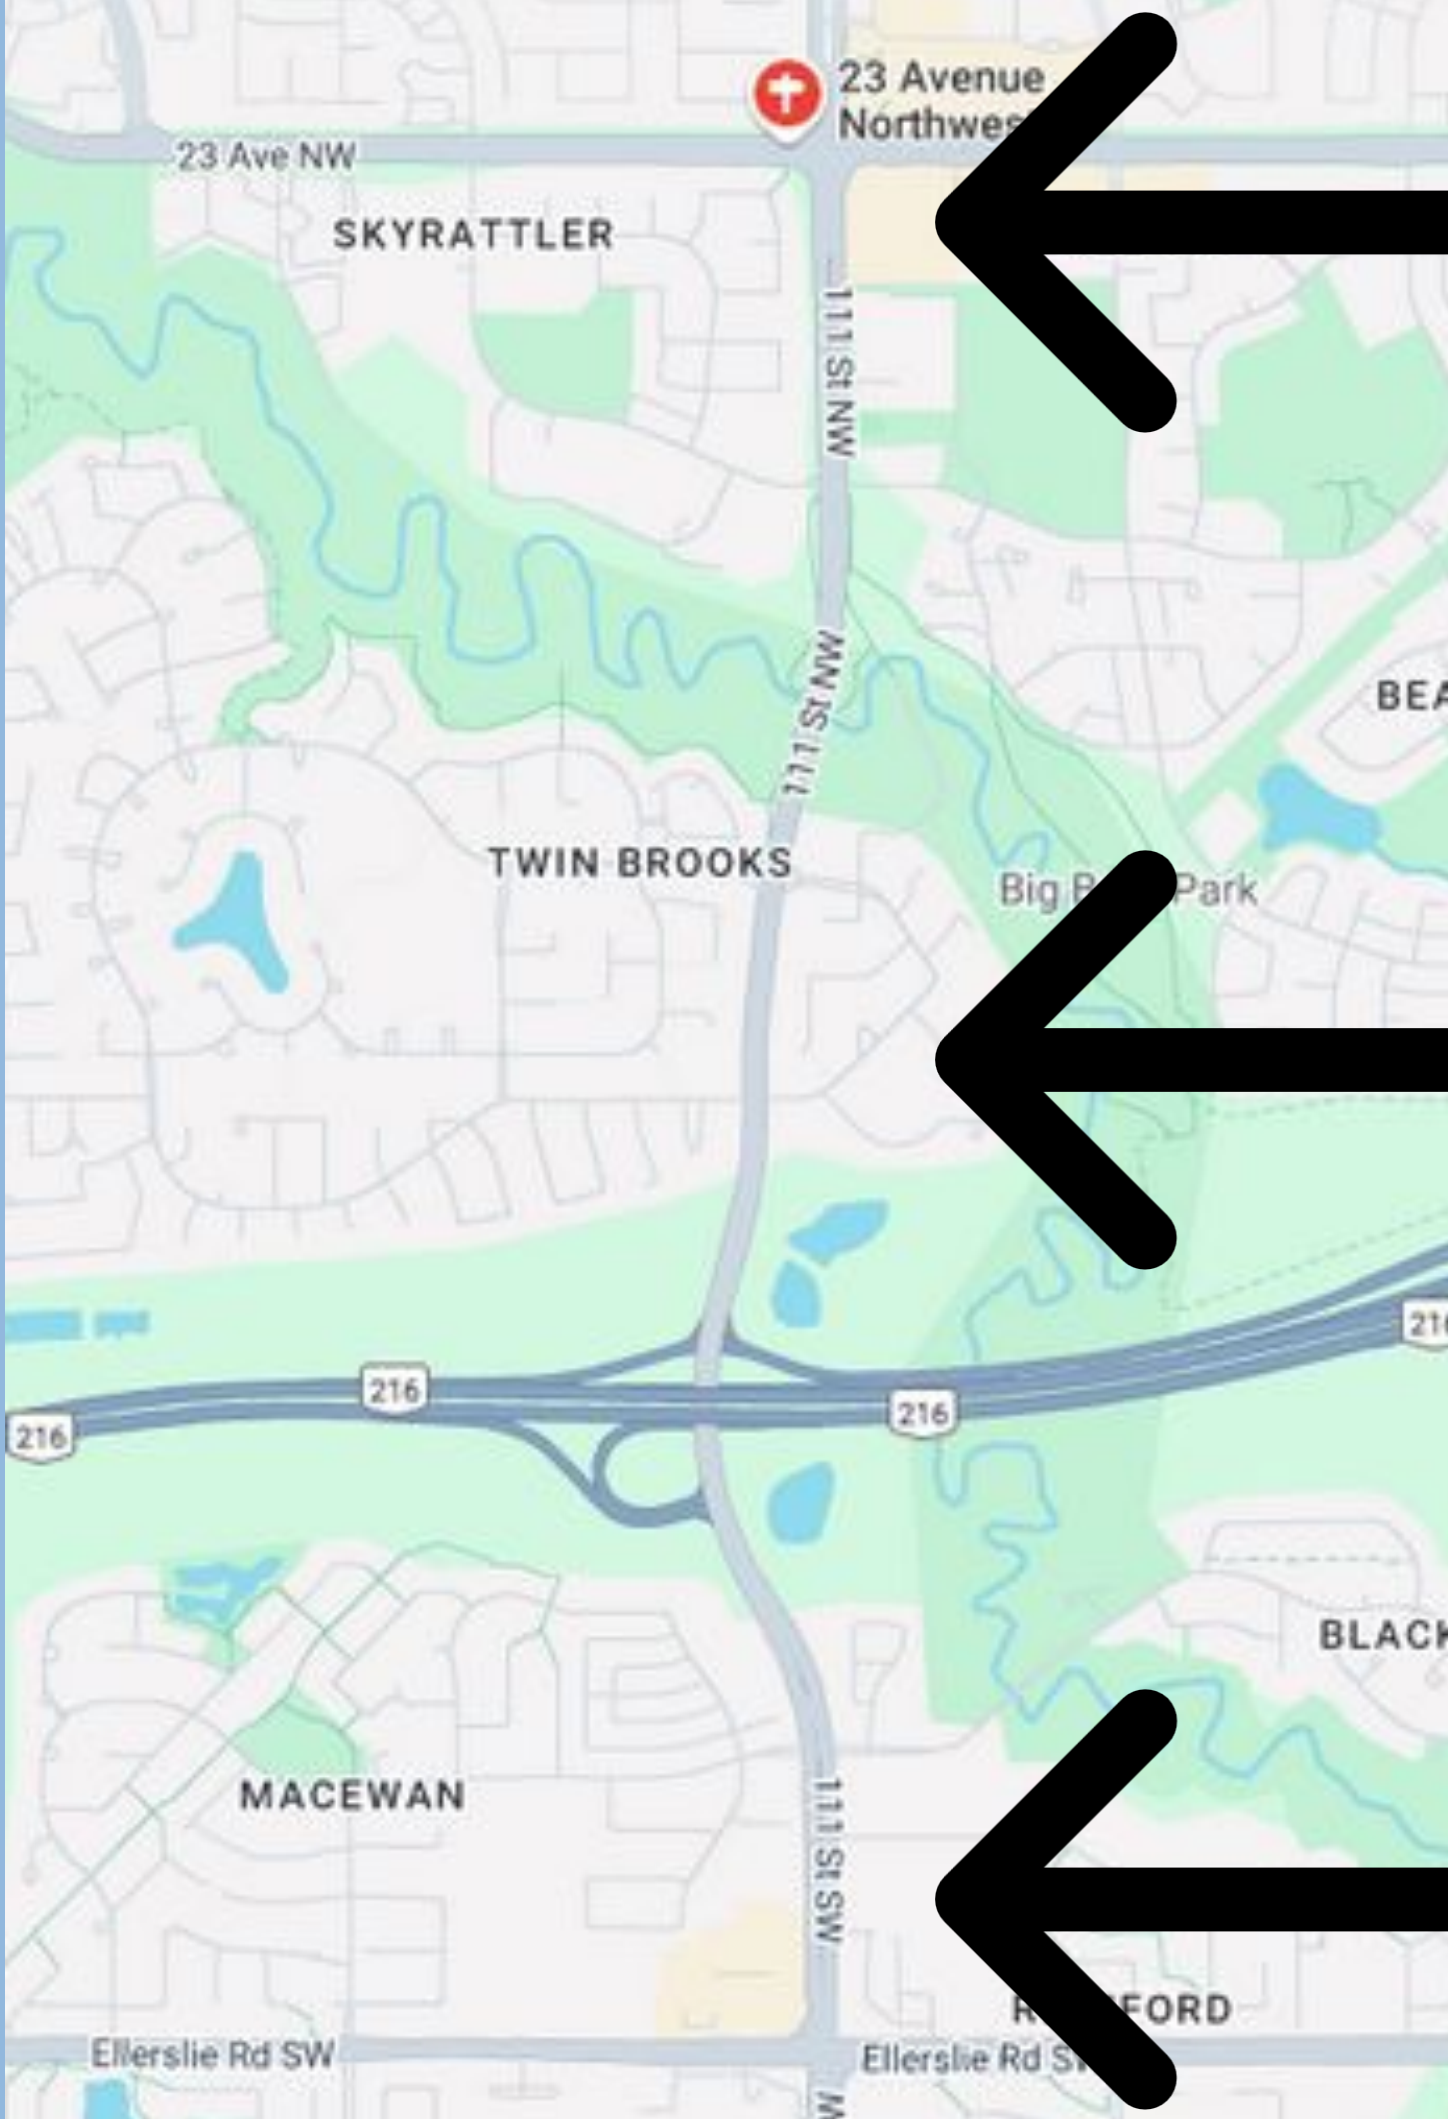 23 Avenue
Northwes
23 Ave NW
SKYRATTLER
111 St NW
111 St NW
BEA
TWIN BROOKS
Big Park
216
216
216
216
BLACK
MACEWAN
111 St SW
FORD
Ellerslie Rd SW
Ellerslie Rd